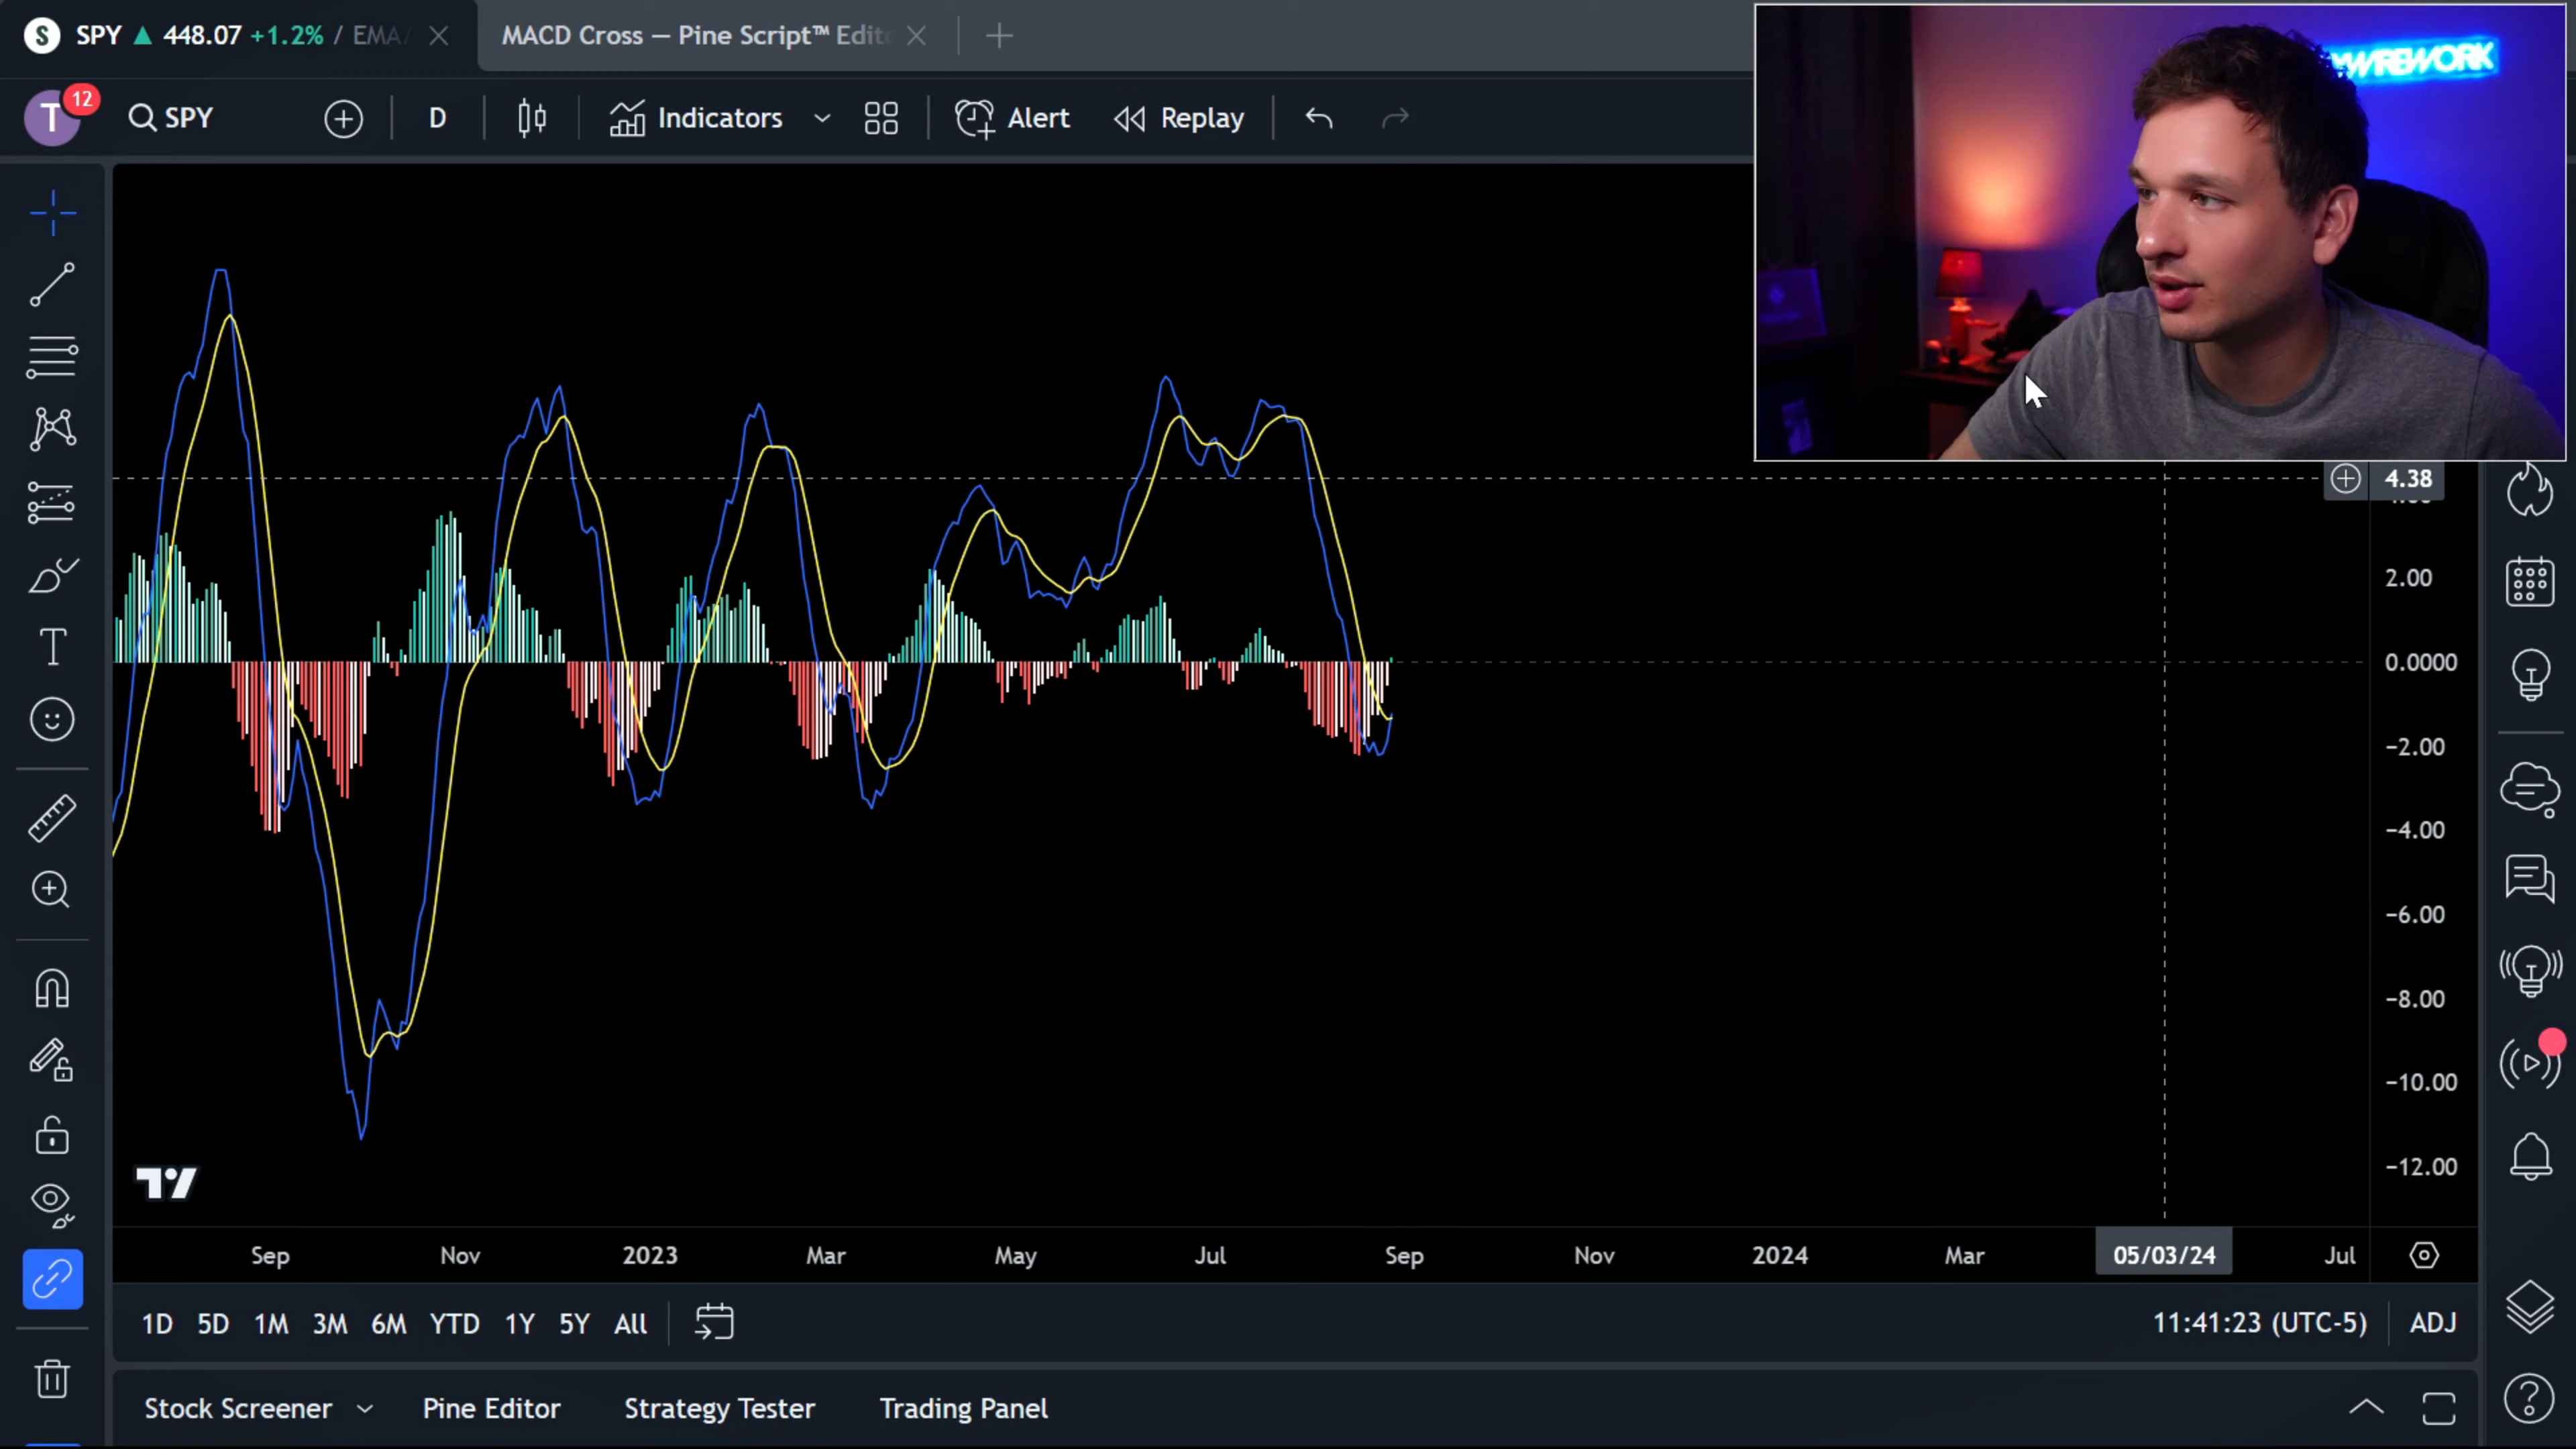 S SPY ▲ 448.07 +1.2% / EMA/
MACD Cross — Pine Script™ Edito
T 12 SPY D Indicators Alert Replay
4.38
2.00
0.0000
−2.00
−4.00
−6.00
−8.00
−10.00
−12.00
Sep Nov 2023 Mar May Jul Sep Nov 2024 Mar 05/03/24 Jul
1D 5D 1M 3M 6M YTD 1Y 5Y All 11:41:23 (UTC-5) ADJ
Stock Screener Pine Editor Strategy Tester Trading Panel